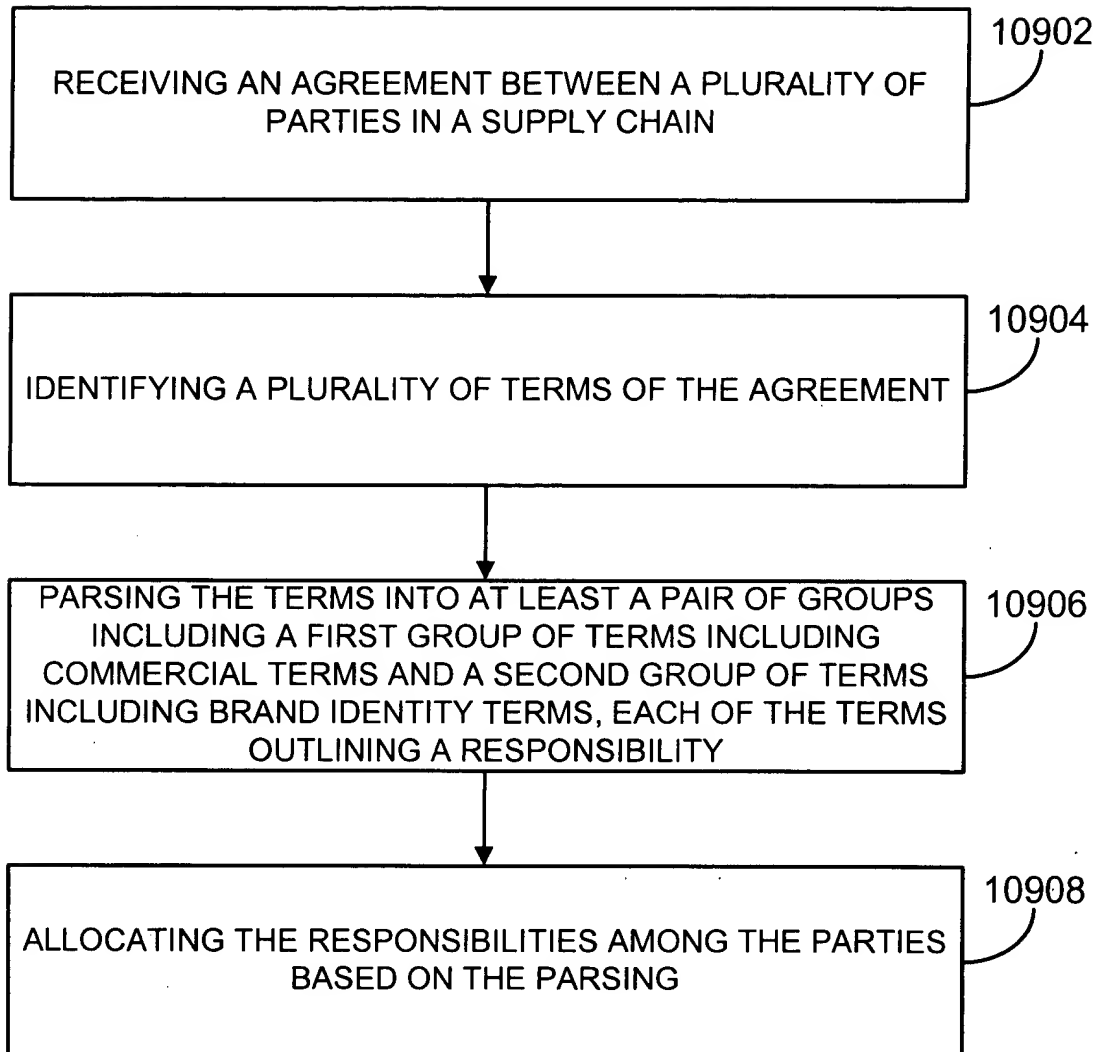 10902
RECEIVING AN AGREEMENT BETWEEN A PLURALITY OF
PARTIES IN A SUPPLY CHAIN
10904
IDENTIFYING A PLURALITY OF TERMS OF THE AGREEMENT
10906
PARSING THE TERMS INTO AT LEAST A PAIR OF GROUPS
INCLUDING A FIRST GROUP OF TERMS INCLUDING
COMMERCIAL TERMS AND A SECOND GROUP OF TERMS
INCLUDING BRAND IDENTITY TERMS, EACH OF THE TERMS
OUTLINING A RESPONSIBILITY
10908
ALLOCATING THE RESPONSIBILITIES AMONG THE PARTIES
BASED ON THE PARSING